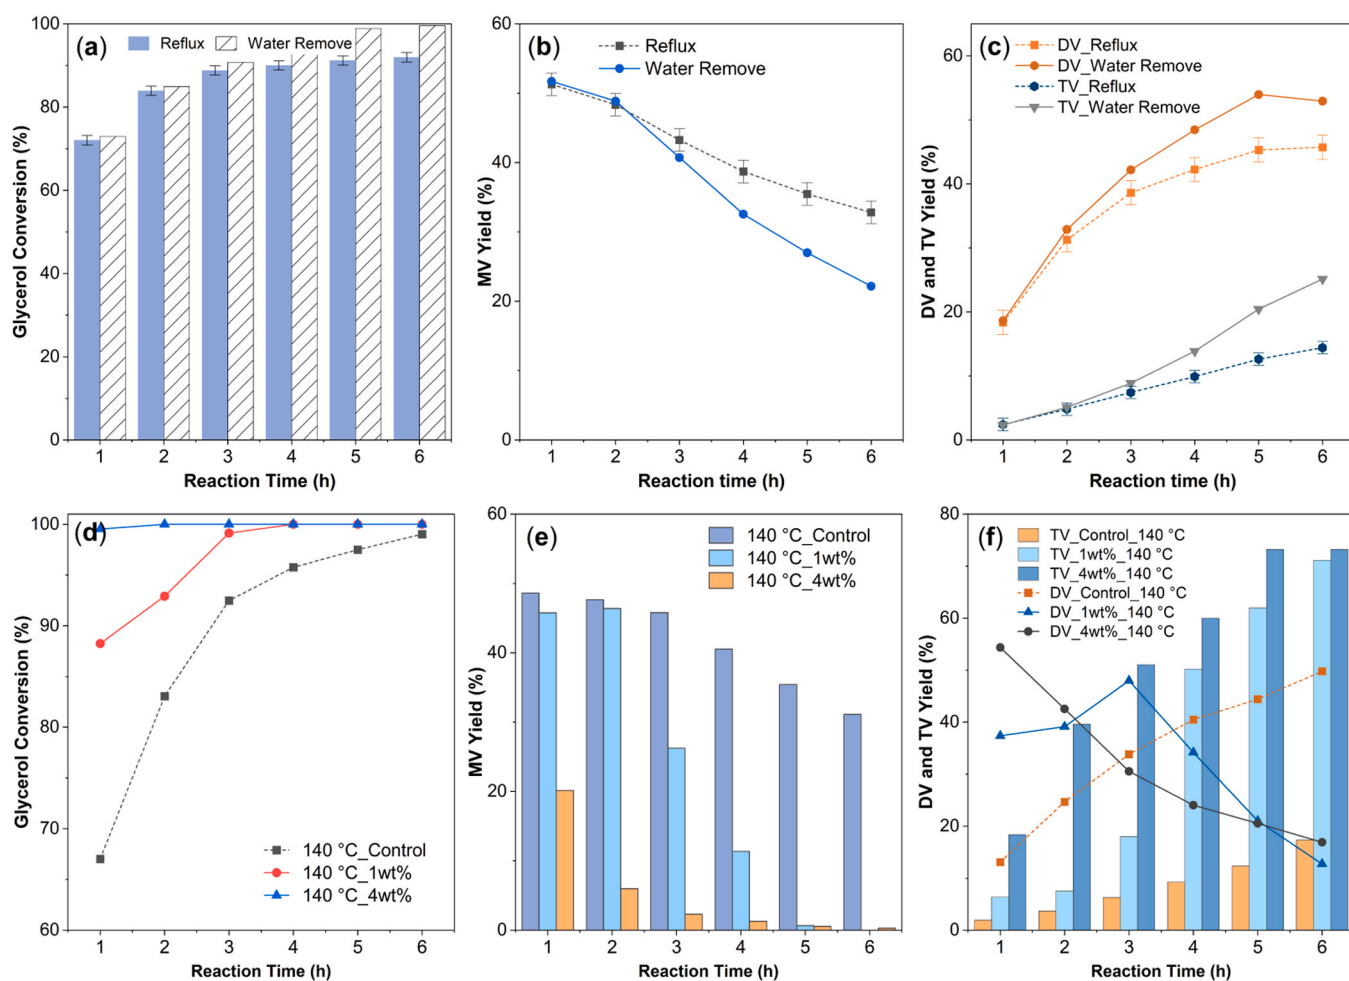 (a)
Reflux
Water Remove
Glycerol Conversion (%)
100
80
60
40
20
0
1 2 3 4 5 6
Reaction Time (h)
(b)
Reflux
Water Remove
MV Yield (%)
60
40
20
0
1 2 3 4 5 6
Reaction time (h)
(c)
DV_Reflux
DV_Water Remove
TV_Reflux
TV_Water Remove
DV and TV Yield (%)
60
40
20
0
1 2 3 4 5 6
Reaction time (h)
(d)
Glycerol Conversion (%)
100
90
80
70
60
140 °C_Control
140 °C_1wt%
140 °C_4wt%
1 2 3 4 5 6
Reaction Time (h)
(e)
140 °C_Control
140 °C_1wt%
140 °C_4wt%
MV Yield (%)
60
40
20
0
1 2 3 4 5 6
Reaction Time (h)
(f)
TV_Control_140 °C
TV_1wt%_140 °C
TV_4wt%_140 °C
DV_Control_140 °C
DV_1wt%_140 °C
DV_4wt%_140 °C
DV and TV Yield (%)
80
60
40
20
0
1 2 3 4 5 6
Reaction Time (h)